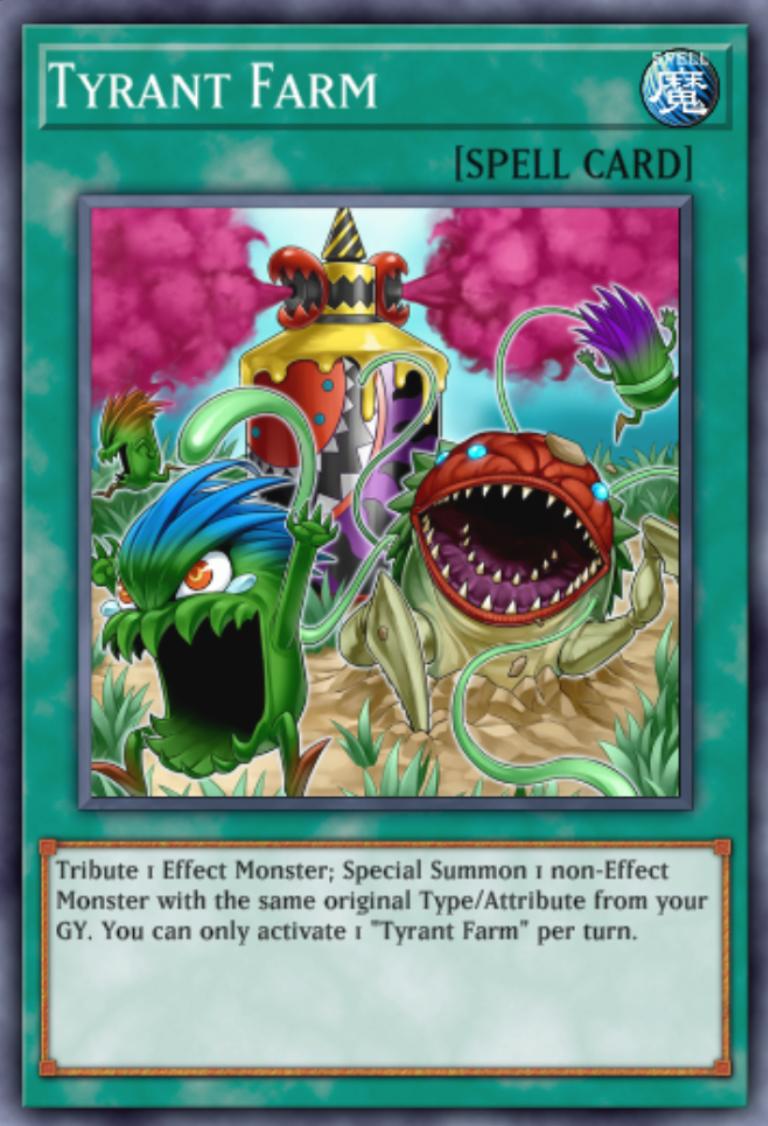 Tyrant Farm
SPELL
魔
[SPELL CARD]
Tribute 1 Effect Monster; Special Summon 1 non-Effect
Monster with the same original Type/Attribute from your
GY. You can only activate 1 "Tyrant Farm" per turn.